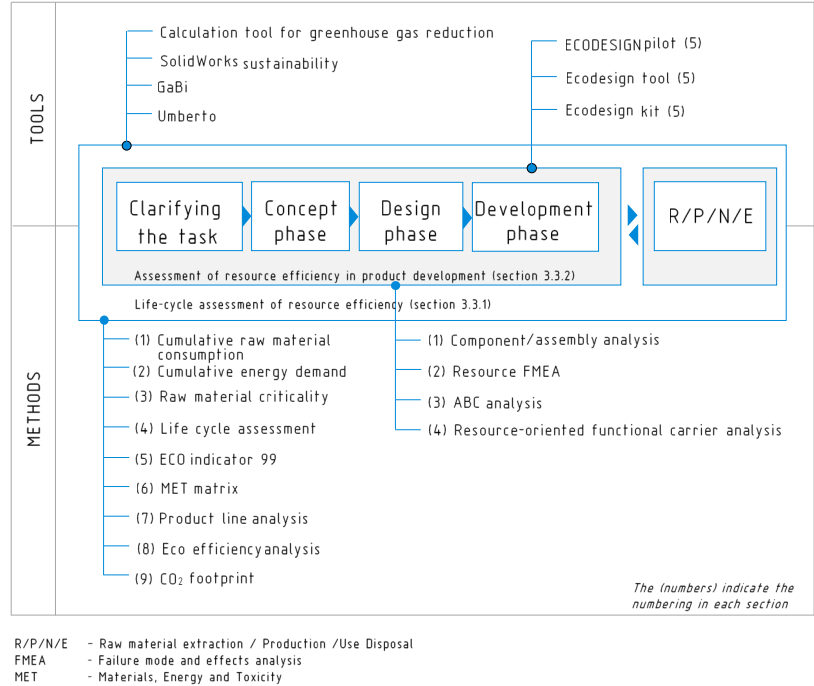 TOOLS
Calculation tool for greenhouse gas reduction
SolidWorks sustainability
GaBi
Umberto
ECODESIGN pilot (5)
Ecodesign tool (5)
Ecodesign kit (5)
Clarifying
the task
Concept
phase
Design
phase
Development
phase
R/P/N/E
Assessment of resource efficiency in product development (section 3.3.2)
Life-cycle assessment of resource efficiency (section 3.3.1)
METHODS
(1) Cumulative raw material
consumption
(2) Cumulative energy demand
(3) Raw material criticality
(4) Life cycle assessment
(5) ECO indicator 99
(6) MET matrix
(7) Product line analysis
(8) Eco efficiency analysis
(9) CO₂ footprint
(1) Component/assembly analysis
(2) Resource FMEA
(3) ABC analysis
(4) Resource-oriented functional carrier analysis
The (numbers) indicate the
numbering in each section
R/P/N/E - Raw material extraction / Production /Use Disposal
FMEA - Failure mode and effects analysis
MET - Materials, Energy and Toxicity